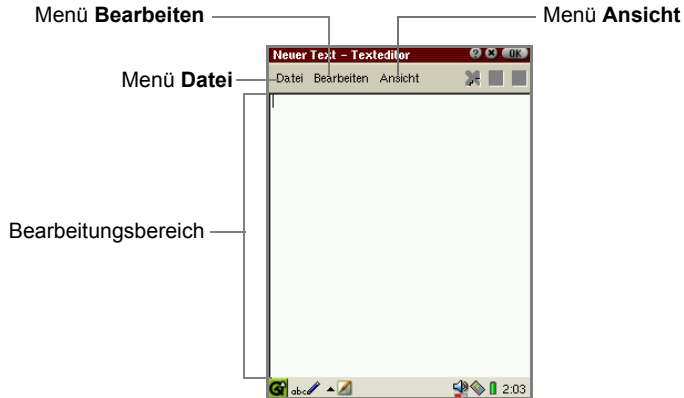 Menü Bearbeiten
Menü Ansicht
Neuer Text - Texteditor ? x OK
Menü Datei
Datei Bearbeiten Ansicht
Bearbeitungsbereich
abc 2:03